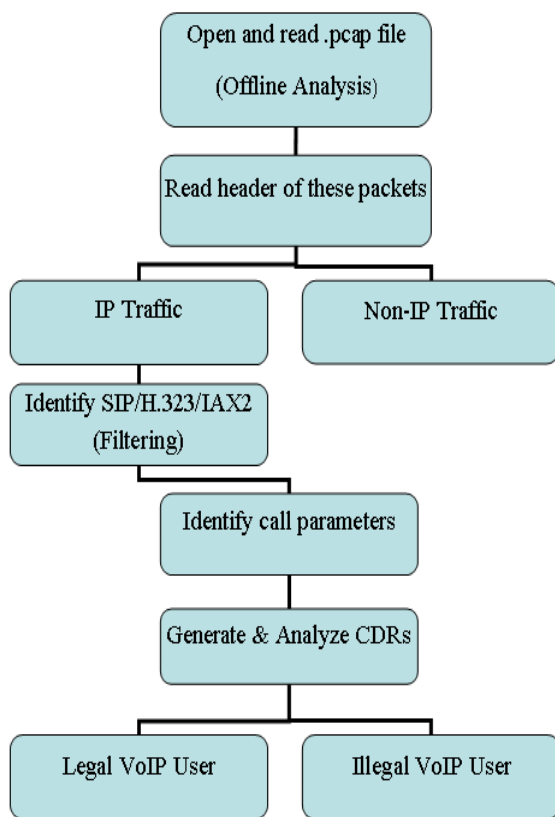 Open and read .pcap file
(Offline Analysis)
Read header of these packets
IP Traffic
Non-IP Traffic
Identify SIP/H.323/IAX2
(Filtering)
Identify call parameters
Generate & Analyze CDRs
Legal VoIP User
Illegal VoIP User